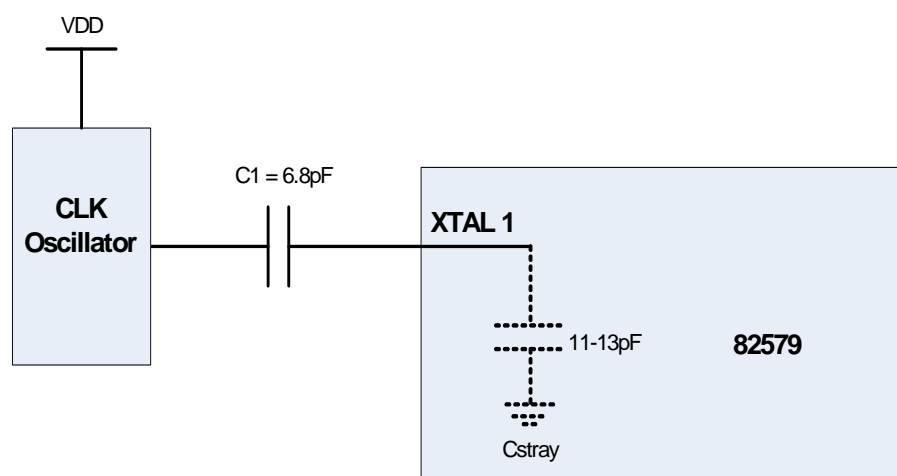 VDD
C1 = 6.8pF
CLK
Oscillator
XTAL 1
11-13pF
82579
Cstray